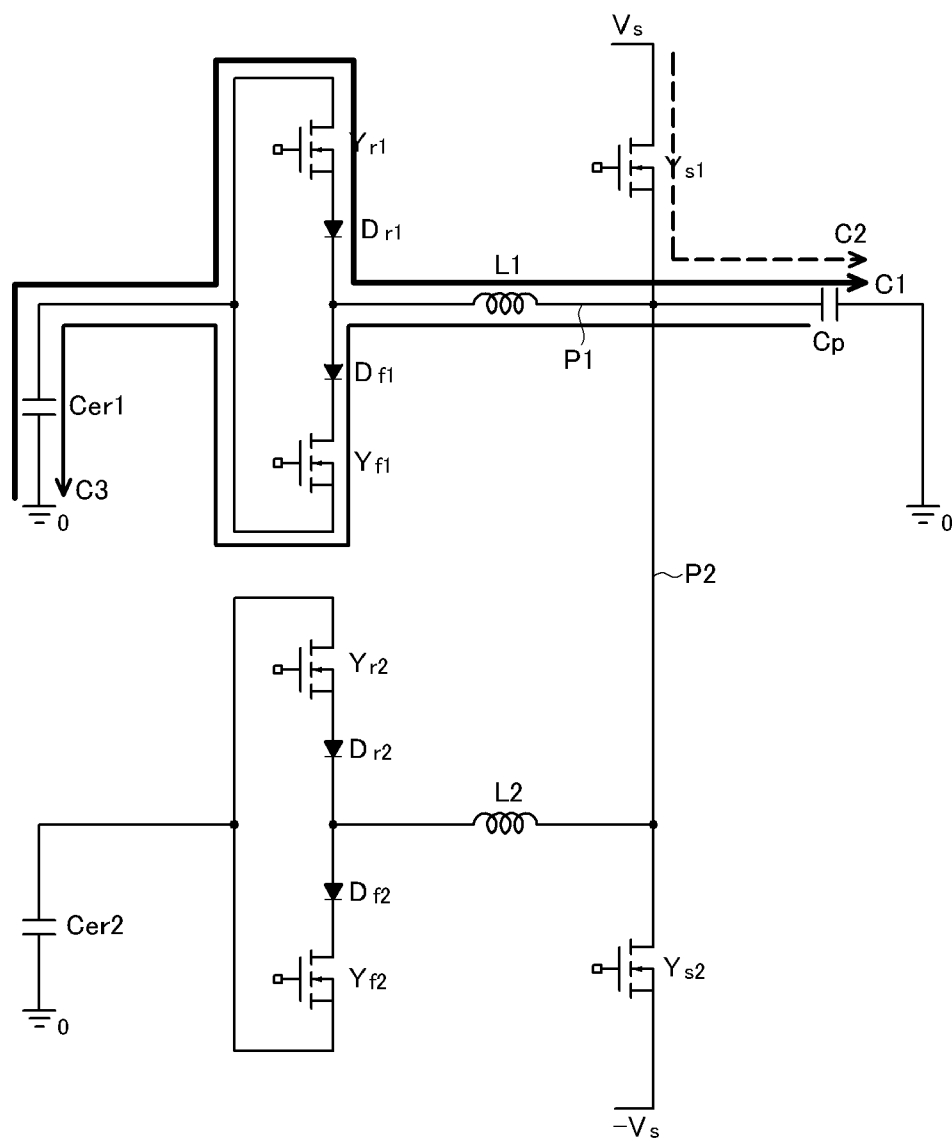 Vs
Yr1
Ys1
Dr1
C2
L1
C1
P1
Cp
Df1
Cer1
Yf1
C3
0
0
P2
Yr2
Dr2
L2
Df2
Cer2
Yf2
Ys2
0
-Vs